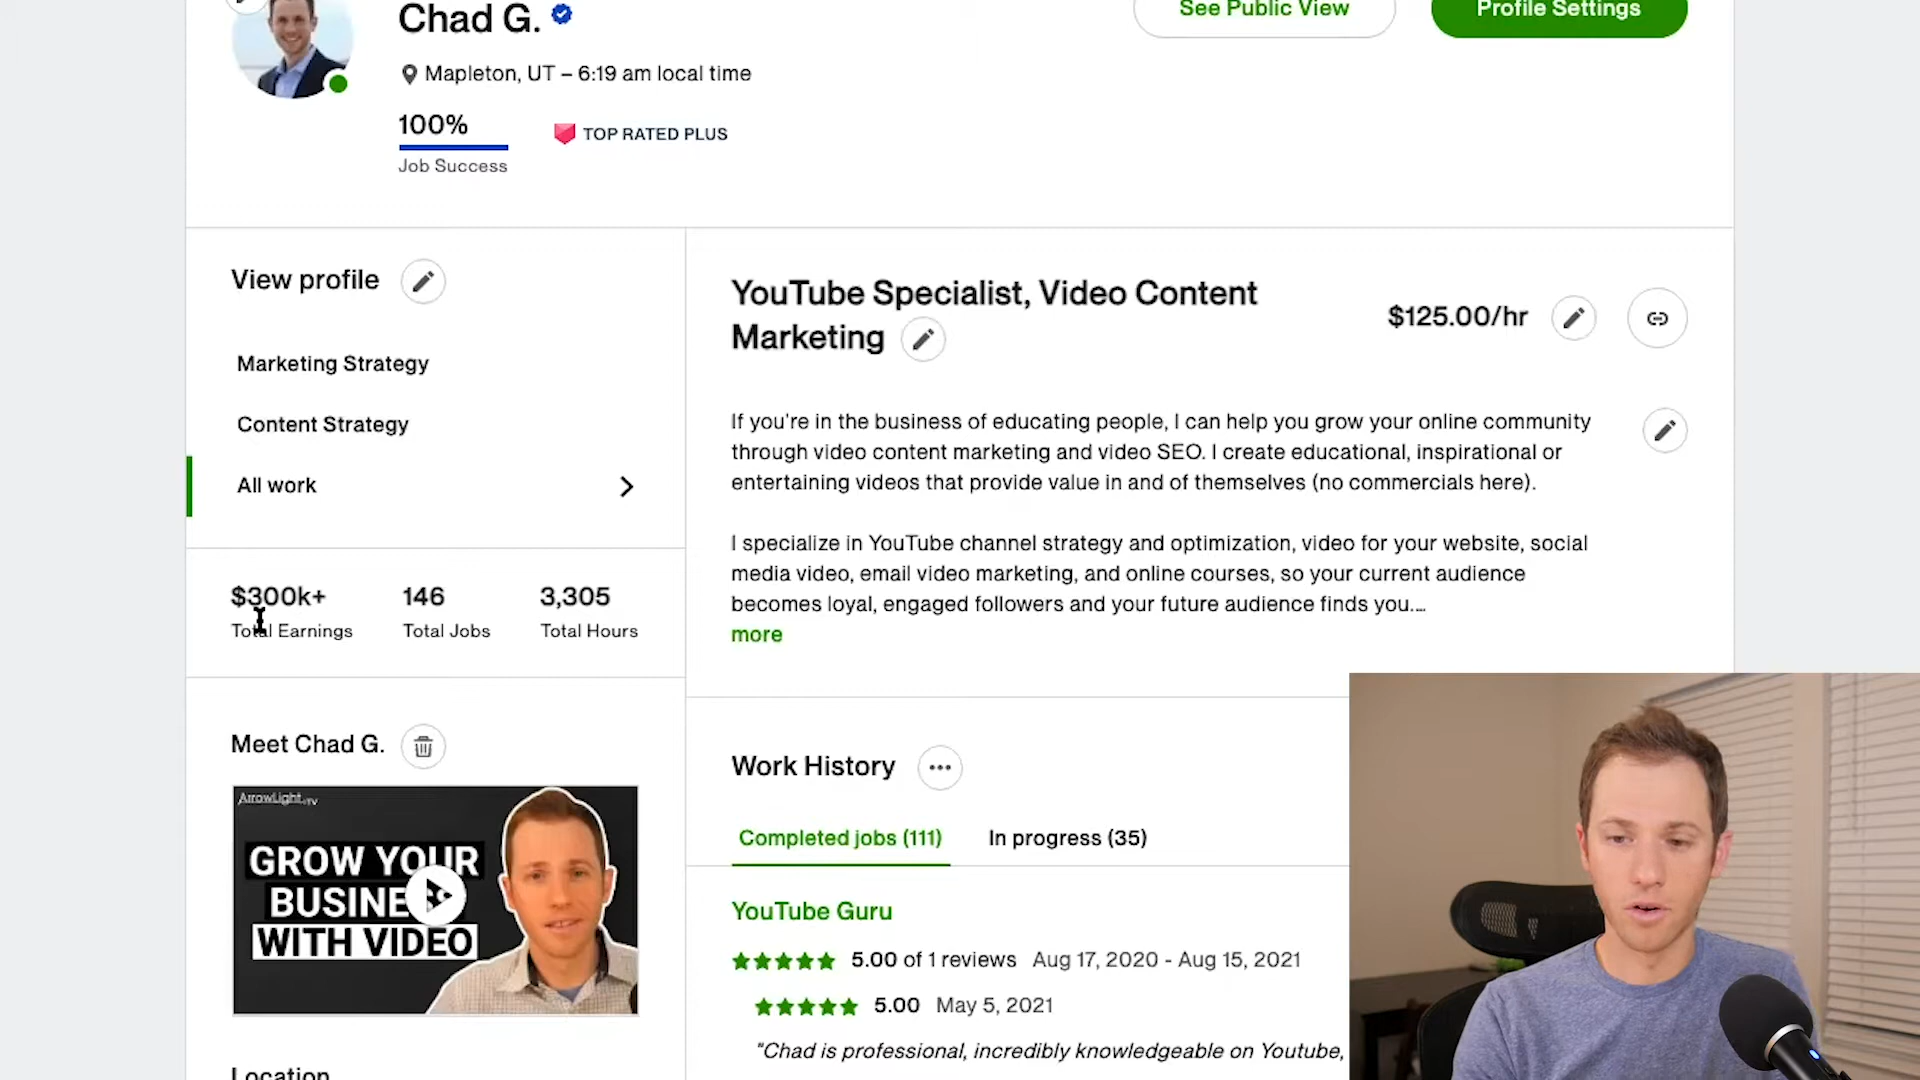 Chad G.
See Public View
Profile Settings
Mapleton, UT – 6:19 am local time
100%
Job Success
TOP RATED PLUS
View profile
Marketing Strategy
Content Strategy
All work
$300k+
Total Earnings
146
Total Jobs
3,305
Total Hours
Meet Chad G.
ArrowLight.TV
GROW YOUR
BUSINESS
WITH VIDEO
Location
YouTube Specialist, Video Content
Marketing
$125.00/hr
If you're in the business of educating people, I can help you grow your online community
through video content marketing and video SEO. I create educational, inspirational or
entertaining videos that provide value in and of themselves (no commercials here).
I specialize in YouTube channel strategy and optimization, video for your website, social
media video, email video marketing, and online courses, so your current audience
becomes loyal, engaged followers and your future audience finds you....
more
Work History
Completed jobs (111)
In progress (35)
YouTube Guru
5.00 of 1 reviews Aug 17, 2020 - Aug 15, 2021
5.00 May 5, 2021
"Chad is professional, incredibly knowledgeable on Youtube,